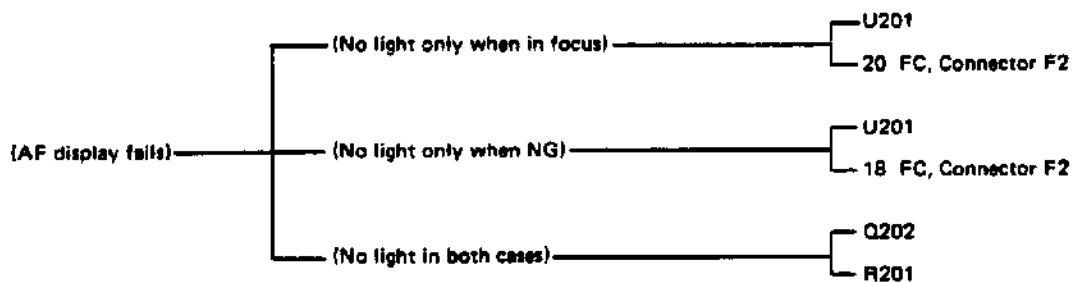 U201
(No light only when in focus)
20 FC, Connector F2
U201
(AF display fails)
(No light only when NG)
18 FC, Connector F2
Q202
(No light in both cases)
R201